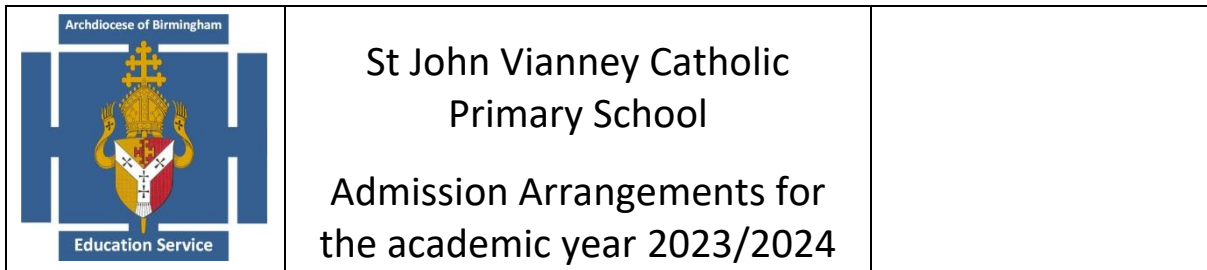 Archdiocese of Birmingham
Education Service
St John Vianney Catholic
Primary School
Admission Arrangements for
the academic year 2023/2024